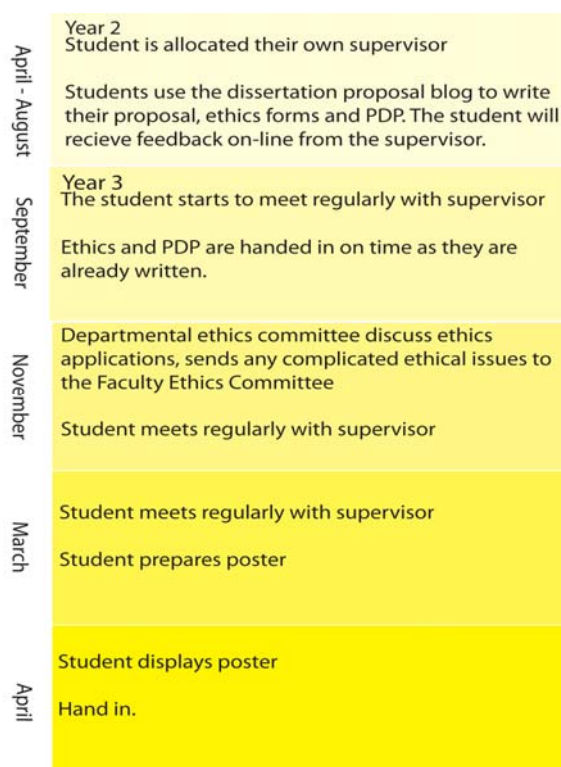 April - August
Year 2
Student is allocated their own supervisor
Students use the dissertation proposal blog to write
their proposal, ethics forms and PDP. The student will
recieve feedback on-line from the supervisor.
September
Year 3
The student starts to meet regularly with supervisor
Ethics and PDP are handed in on time as they are
already written.
November
Departmental ethics committee discuss ethics
applications, sends any complicated ethical issues to
the Faculty Ethics Committee
Student meets regularly with supervisor
March
Student meets regularly with supervisor
Student prepares poster
April
Student displays poster
Hand in.